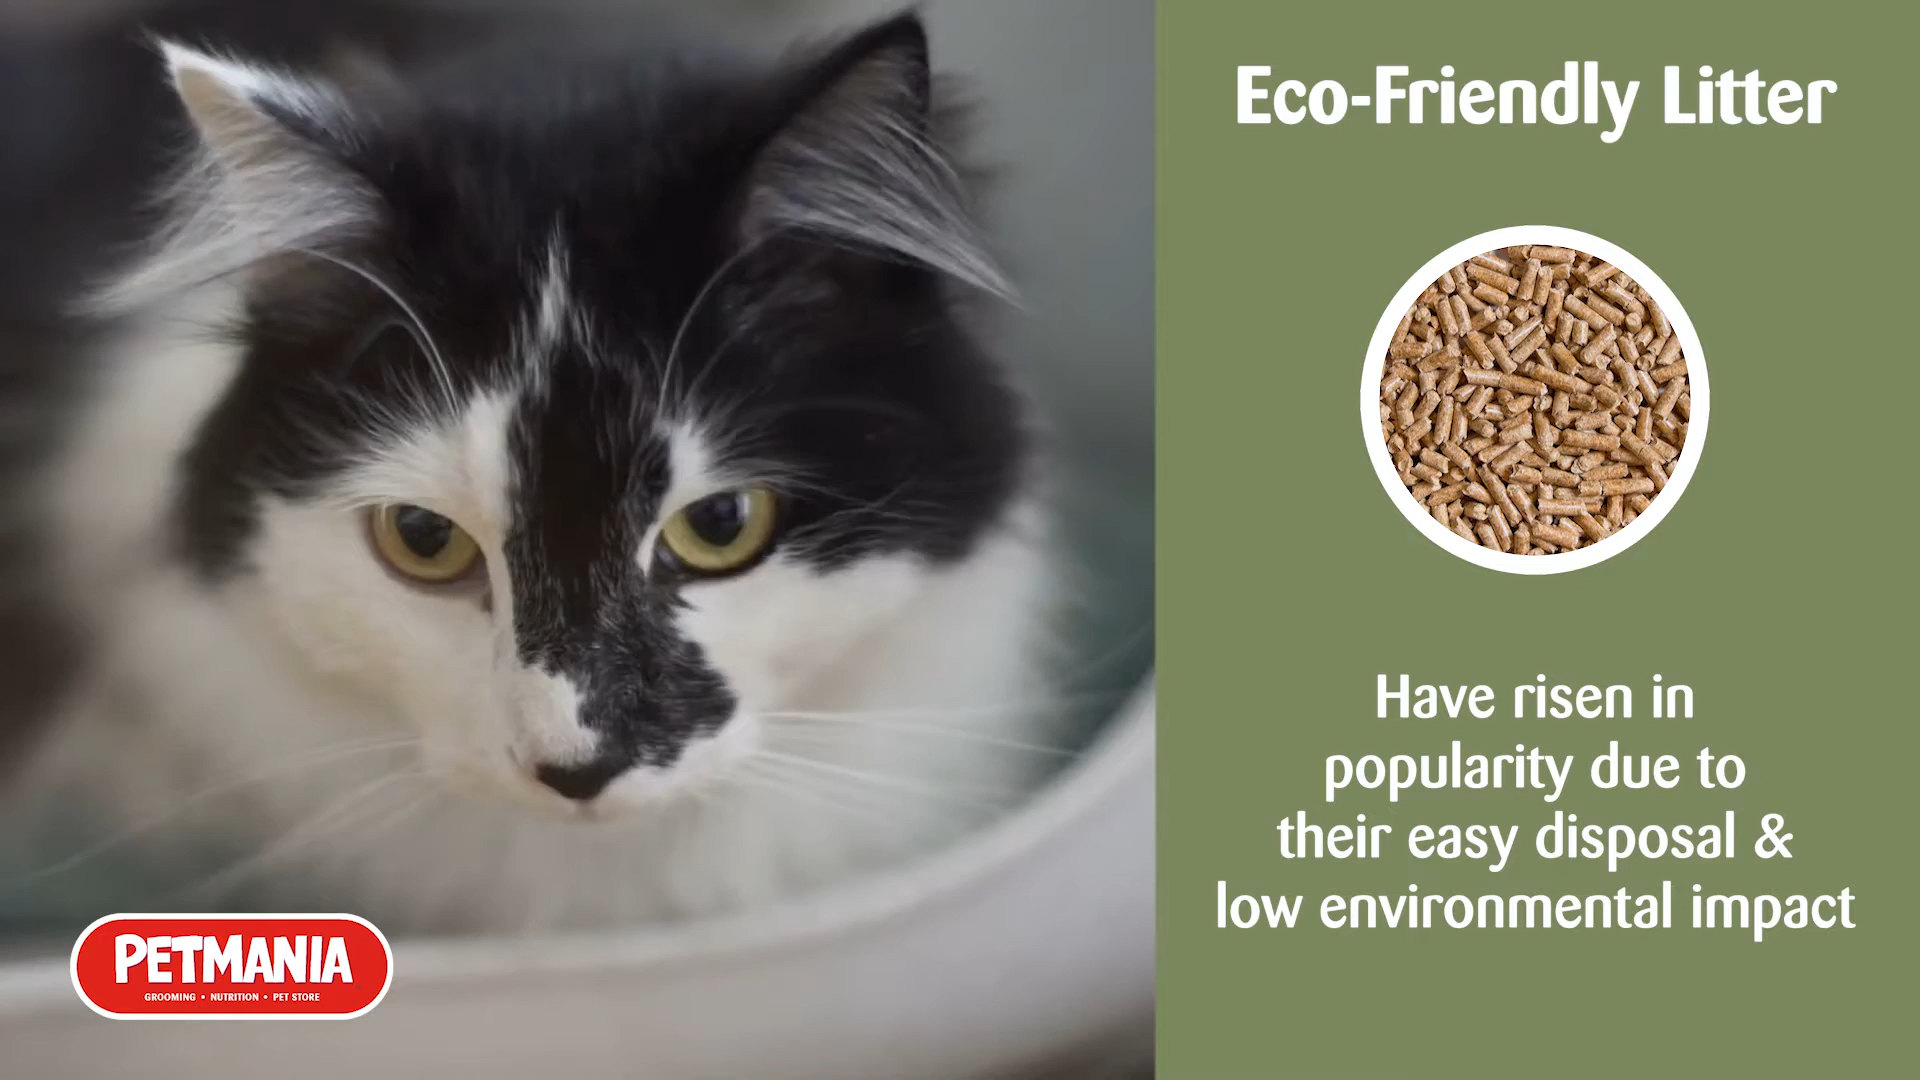 Eco-Friendly Litter
Have risen in
popularity due to
their easy disposal &
low environmental impact
PETMANIA
GROOMING • NUTRITION • PET STORE